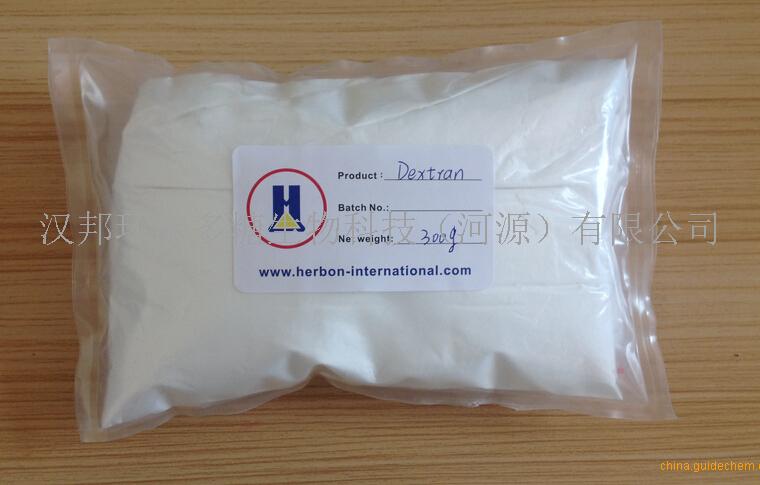 Product : Dextran
Batch No.:
Ne weight: 300g
www.herbon-international.com
汉邦 物科技（河源）有限公司
china.guidechem.com